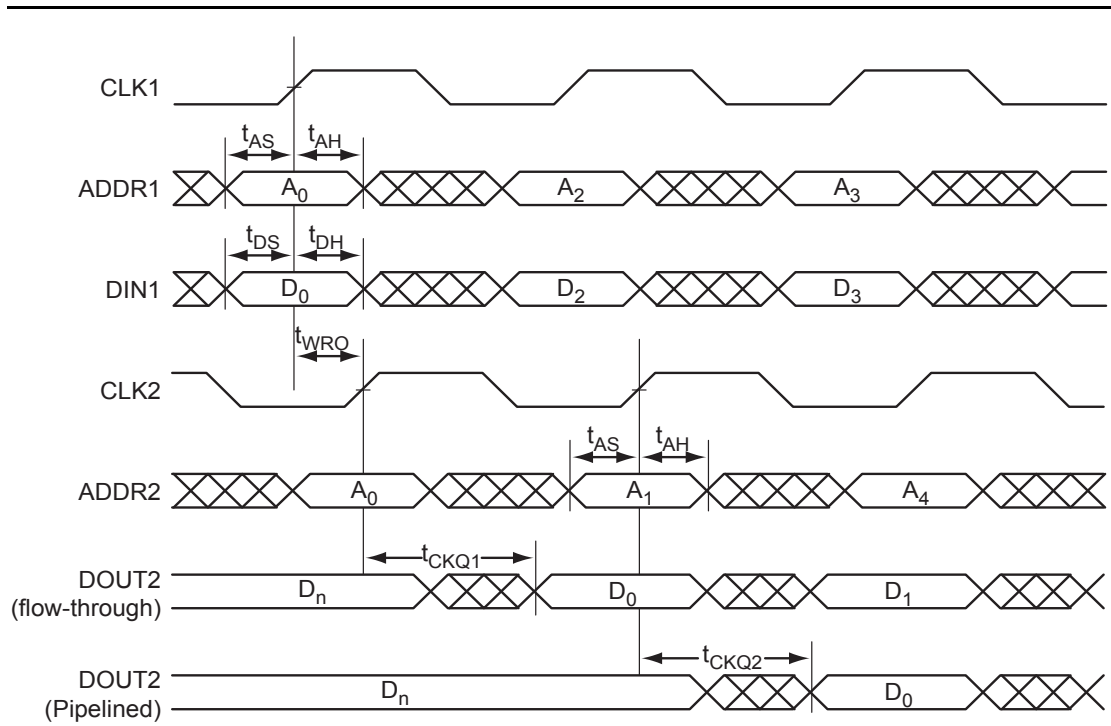 CLK1
tAS tAH
ADDR1 A0 A2 A3
tDS tDH
DIN1 D0 D2 D3
tWRO
CLK2
tAS tAH
ADDR2 A0 A1 A4
tCKQ1
DOUT2
(flow-through) Dn D0 D1
tCKQ2
DOUT2
(Pipelined) Dn D0